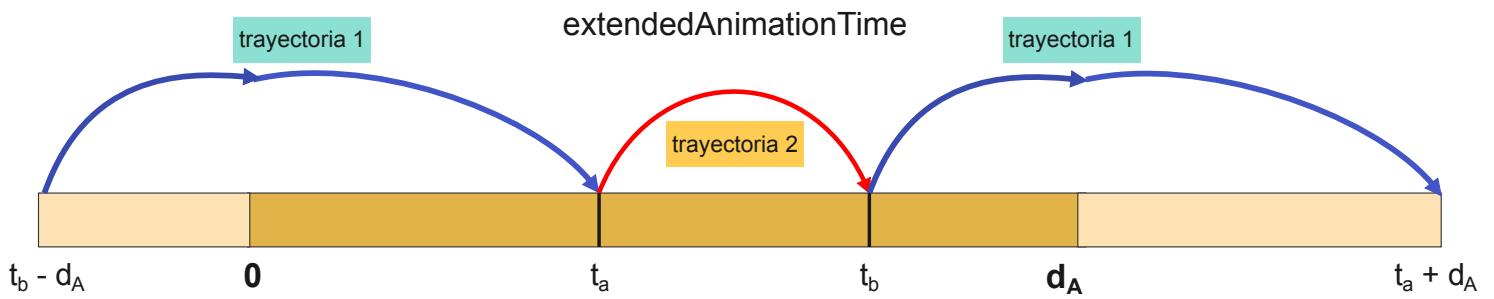 extendedAnimationTime
trayectoria 1
trayectoria 1
trayectoria 2
t_b - d_A
0
t_a
t_b
d_A
t_a + d_A